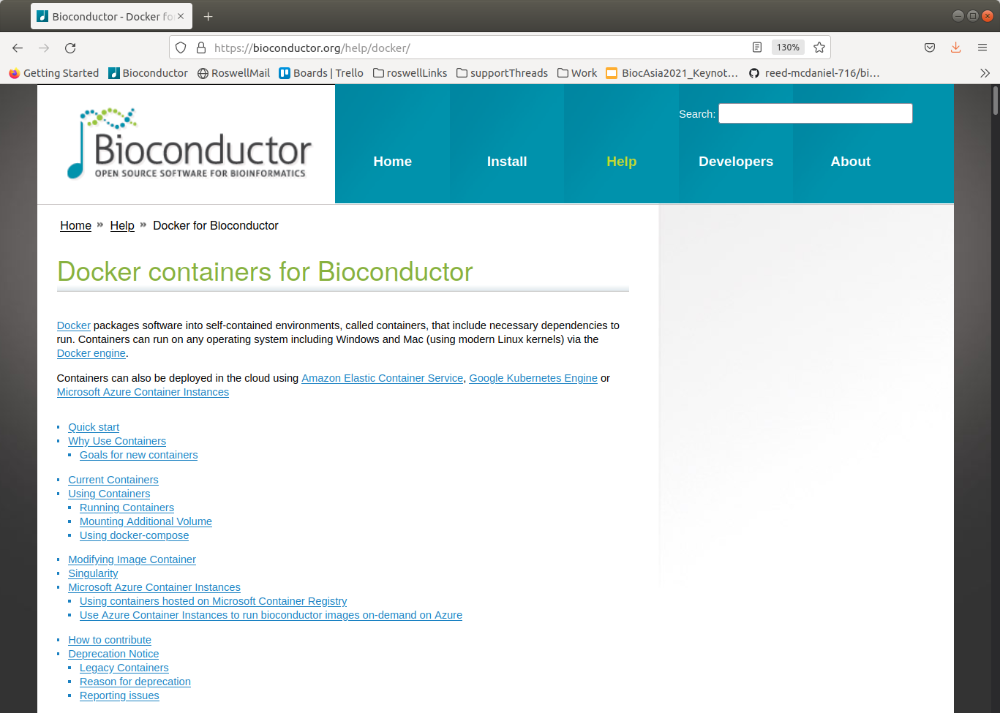 Bioconductor - Docker fo
https://bioconductor.org/help/docker/
130%
Getting Started
Bioconductor
RoswellMail
Boards | Trello
roswellLinks
supportThreads
Work
BiocAsia2021_Keynot…
reed-mcdaniel-716/bi…
Bioconductor
OPEN SOURCE SOFTWARE FOR BIOINFORMATICS
Search:
Home
Install
Help
Developers
About
Home » Help » Docker for Bioconductor
Docker containers for Bioconductor
Docker packages software into self-contained environments, called containers, that include necessary dependencies to
run. Containers can run on any operating system including Windows and Mac (using modern Linux kernels) via the
Docker engine.
Containers can also be deployed in the cloud using Amazon Elastic Container Service, Google Kubernetes Engine or
Microsoft Azure Container Instances
Quick start
Why Use Containers
Goals for new containers
Current Containers
Using Containers
Running Containers
Mounting Additional Volume
Using docker-compose
Modifying Image Container
Singularity
Microsoft Azure Container Instances
Using containers hosted on Microsoft Container Registry
Use Azure Container Instances to run bioconductor images on-demand on Azure
How to contribute
Deprecation Notice
Legacy Containers
Reason for deprecation
Reporting issues